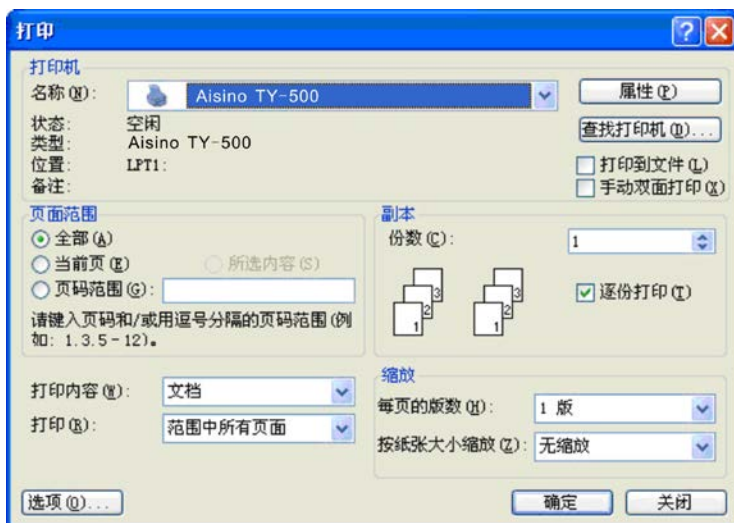 打印
打印机
名称(N): Aisino TY-500 属性(P)
状态: 空闲 查找打印机(D)...
类型: Aisino TY-500
位置: LPT1: 打印到文件(L)
备注: 手动双面打印(X)
页面范围 副本
全部(A) 份数(C): 1
当前页(E) 所选内容(S)
页码范围(G): 逐份打印(T)
3 3
2 2
1 1
请键入页码和/或用逗号分隔的页码范围(例
如: 1.3.5-12)。
缩放
打印内容(W): 文档 每页的版数(H): 1 版
打印(R): 范围中所有页面 按纸张大小缩放(Z): 无缩放
选项(O)... 确定 关闭